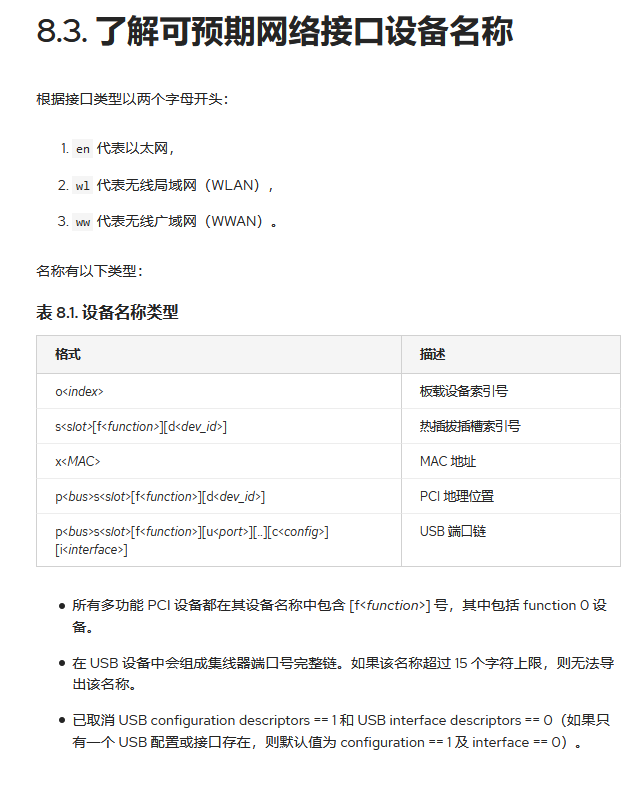 8.3. 了解可预期网络接口设备名称
根据接口类型以两个字母开头：
1. en 代表以太网，
2. wl 代表无线局域网（WLAN），
3. ww 代表无线广域网（WWAN）。
名称有以下类型：
表 8.1. 设备名称类型
格式 描述
o<index> 板载设备索引号
s<slot>[f<function>][d<dev_id>] 热插拔插槽索引号
x<MAC> MAC 地址
p<bus>s<slot>[f<function>][d<dev_id>] PCI 地理位置
p<bus>s<slot>[f<function>][u<port>][..][c<config>] USB 端口链
[i<interface>]
● 所有多功能 PCI 设备都在其设备名称中包含 [f<function>] 号，其中包括 function 0 设
备。
● 在 USB 设备中会组成集线器端口号完整链。如果该名称超过 15 个字符上限，则无法导
出该名称。
● 已取消 USB configuration descriptors == 1 和 USB interface descriptors == 0（如果只
有一个 USB 配置或接口存在，则默认值为 configuration == 1 及 interface == 0）。